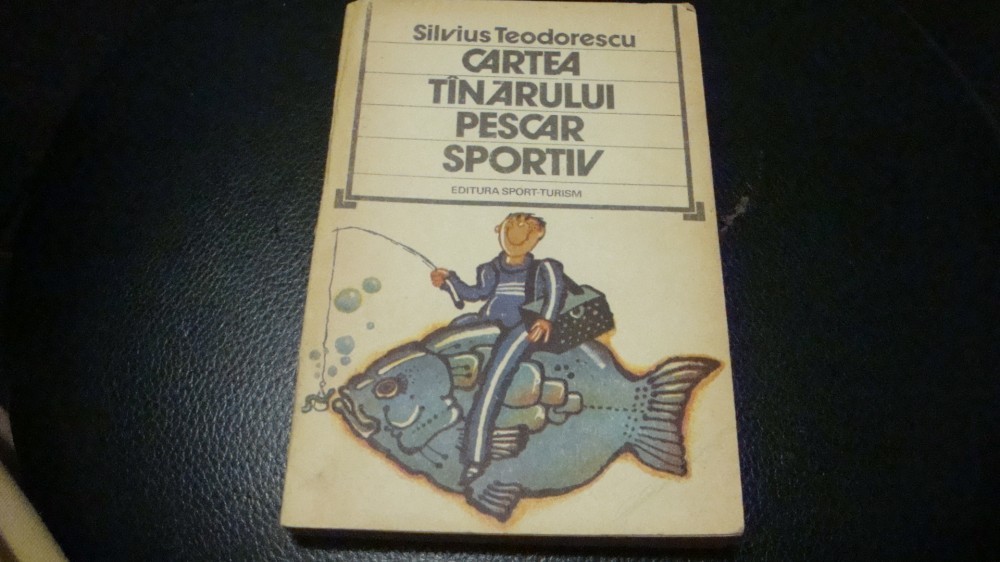 Silvius Teodorescu
CARTEA
TÎNĂRULUI
PESCAR
SPORTIV
EDITURA SPORT-TURISM